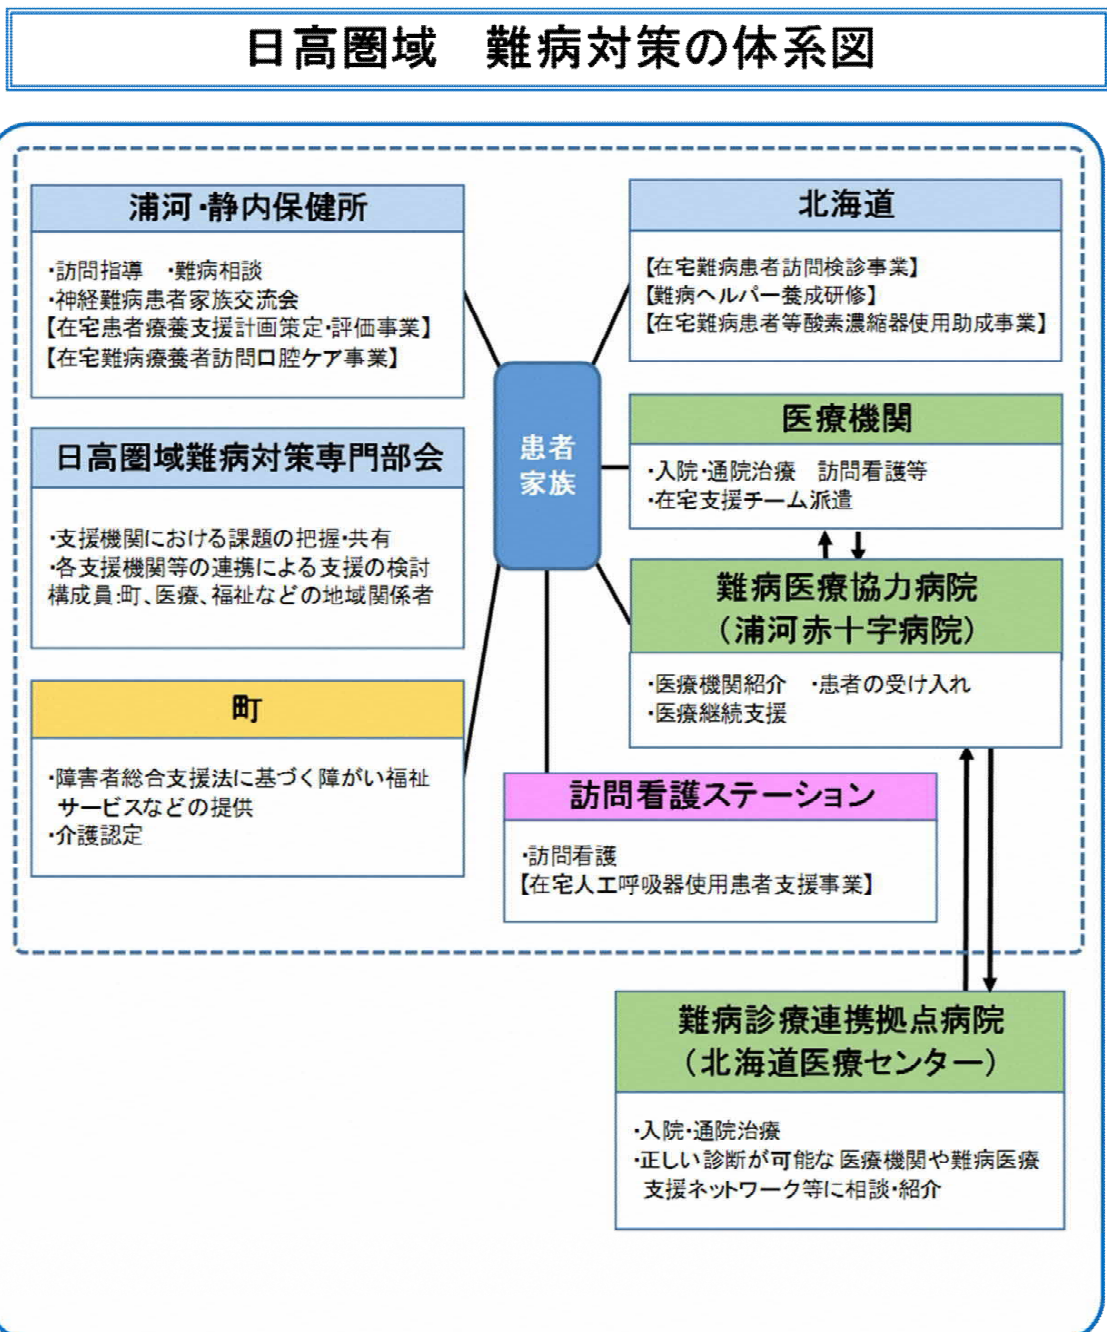 日高圏域　難病対策の体系図
浦河・静内保健所
・訪問指導　・難病相談
・神経難病患者家族交流会
【在宅患者療養支援計画策定・評価事業】
【在宅難病療養者訪問口腔ケア事業】
日高圏域難病対策専門部会
・支援機関における課題の把握・共有
・各支援機関等の連携による支援の検討
構成員:町、医療、福祉などの地域関係者
町
・障害者総合支援法に基づく障がい福祉
サービスなどの提供
・介護認定
患者
家族
北海道
【在宅難病患者訪問検診事業】
【難病ヘルパー養成研修】
【在宅難病患者等酸素濃縮器使用助成事業】
医療機関
・入院・通院治療　訪問看護等
・在宅支援チーム派遣
難病医療協力病院
（浦河赤十字病院）
・医療機関紹介　・患者の受け入れ
・医療継続支援
訪問看護ステーション
・訪問看護
【在宅人工呼吸器使用患者支援事業】
難病診療連携拠点病院
（北海道医療センター）
・入院・通院治療
・正しい診断が可能な医療機関や難病医療
支援ネットワーク等に相談・紹介